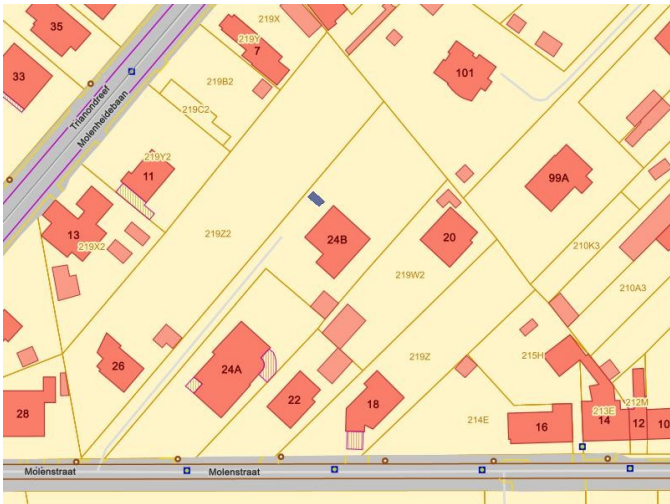 35
219X
219Y
7
33
101
Trianondreef
Molenheidebaan
219B2
219C2
219Y2
11
99A
13
219X2
219Z2
24B
20
210K3
219W2
210A3
26
24A
219Z
215H
22
18
28
214E
213E
212M
16
14
12
10
Molenstraat
Molenstraat